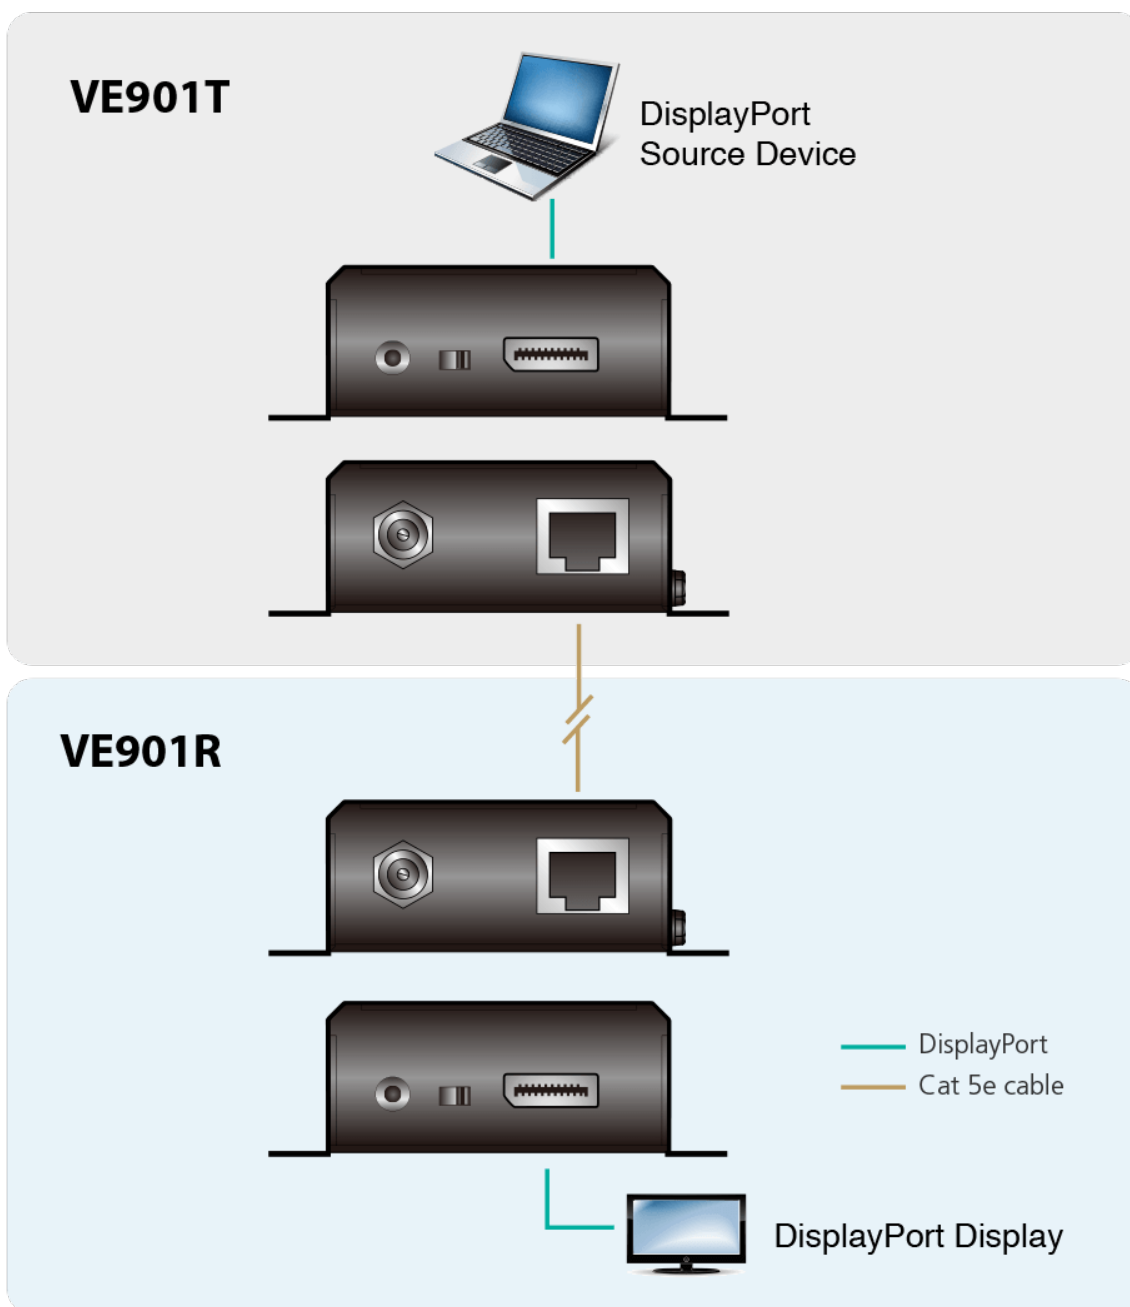 VE901T
DisplayPort
Source Device
VE901R
DisplayPort
Cat 5e cable
DisplayPort Display